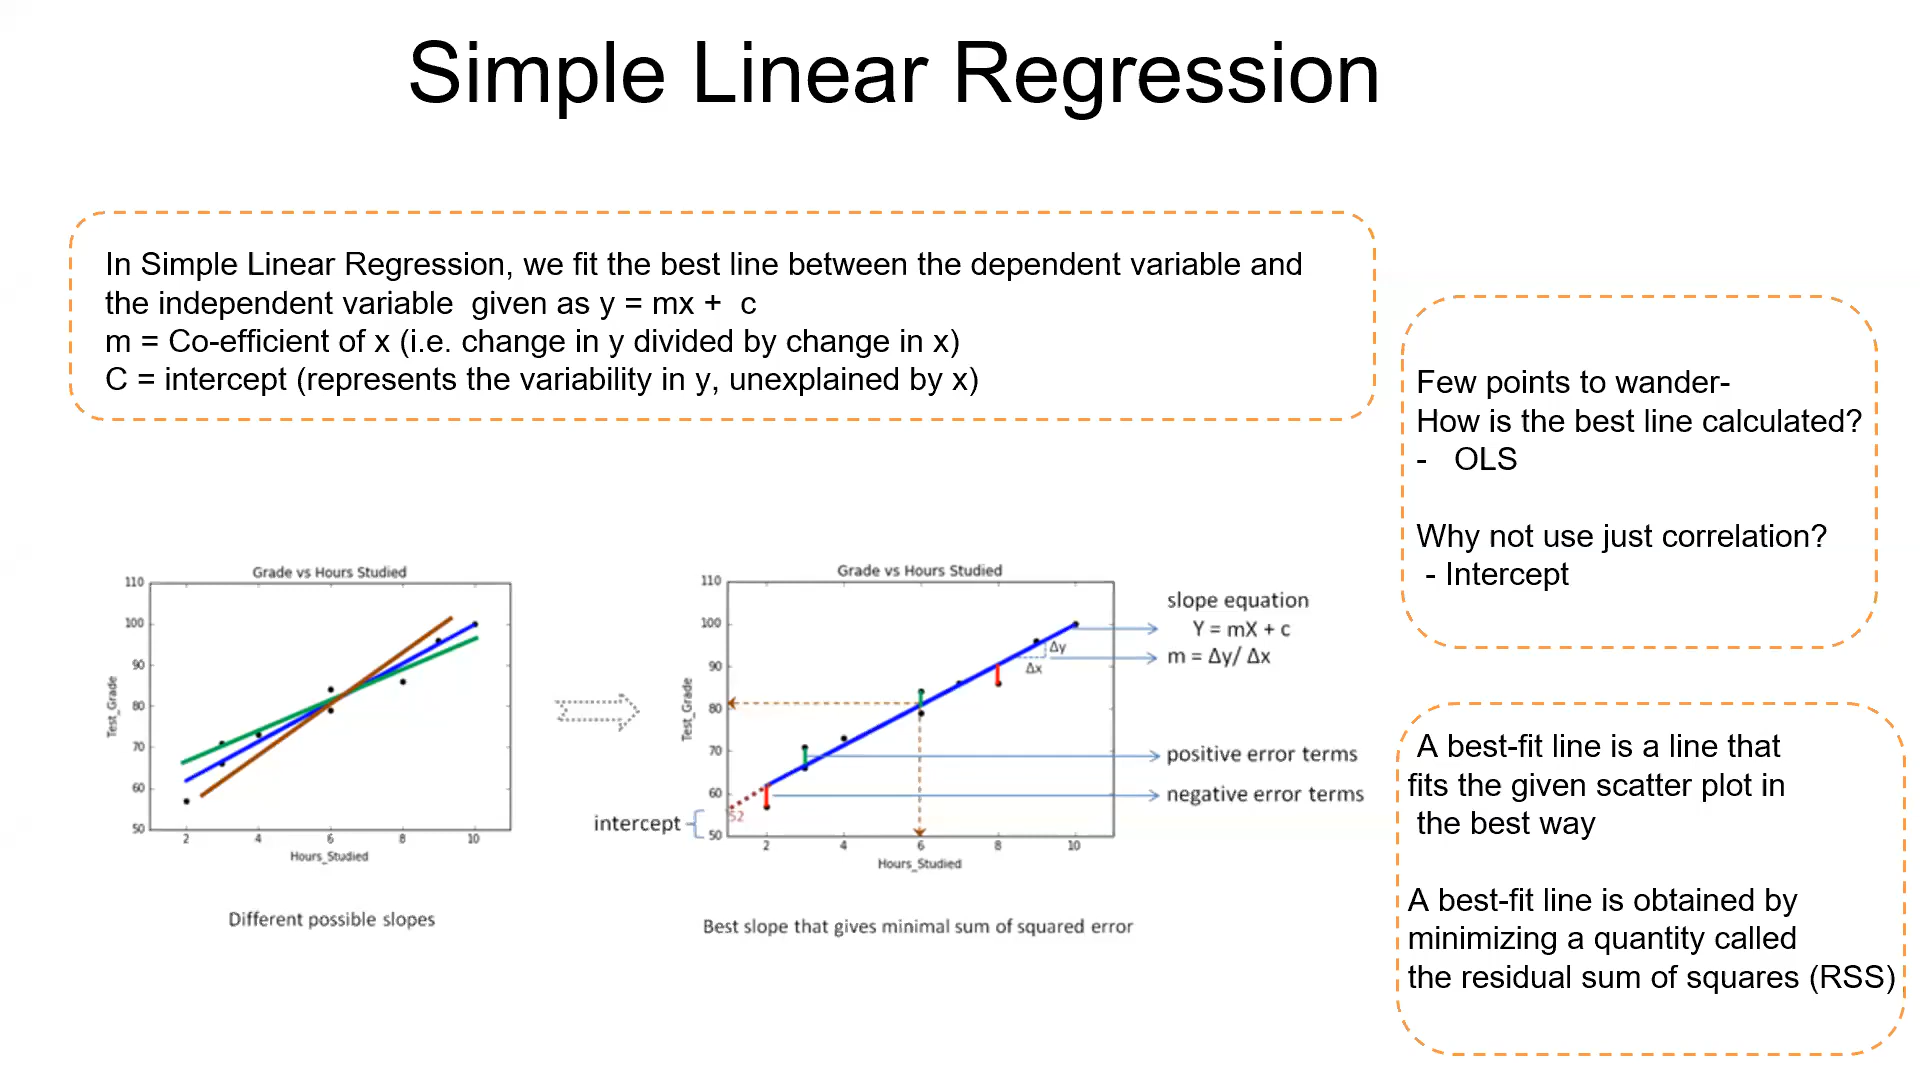 Simple Linear Regression
In Simple Linear Regression, we fit the best line between the dependent variable and
the independent variable given as y = mx + c
m = Co-efficient of x (i.e. change in y divided by change in x)
C = intercept (represents the variability in y, unexplained by x)
Few points to wander-
How is the best line calculated?
- OLS
Why not use just correlation?
- Intercept
Grade vs Hours Studied
110
100
90
80
70
60
50
Test_Grade
2 4 6 8 10
Hours_Studied
Different possible slopes
Grade vs Hours Studied
110
100
90
80
70
60
50
Test_Grade
2 4 6 8 10
Hours_Studied
Δy
Δx
52
intercept
slope equation
Y = mX + c
m = Δy/ Δx
positive error terms
negative error terms
Best slope that gives minimal sum of squared error
A best-fit line is a line that
fits the given scatter plot in
the best way
A best-fit line is obtained by
minimizing a quantity called
the residual sum of squares (RSS)